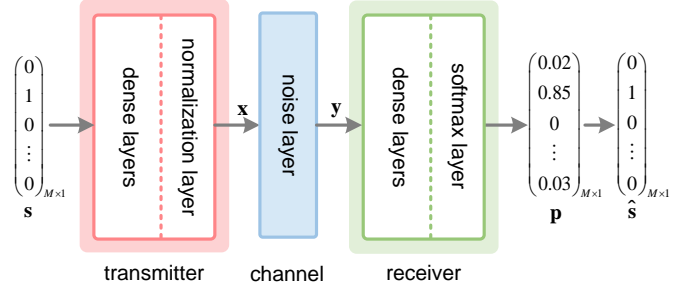 0
1
0
⋮
0
M×1
s
dense layers
normalization layer
transmitter
x
noise layer
channel
y
dense layers
softmax layer
receiver
0.02
0.85
0
⋮
0.03
M×1
p
0
1
0
⋮
0
M×1
ŝ